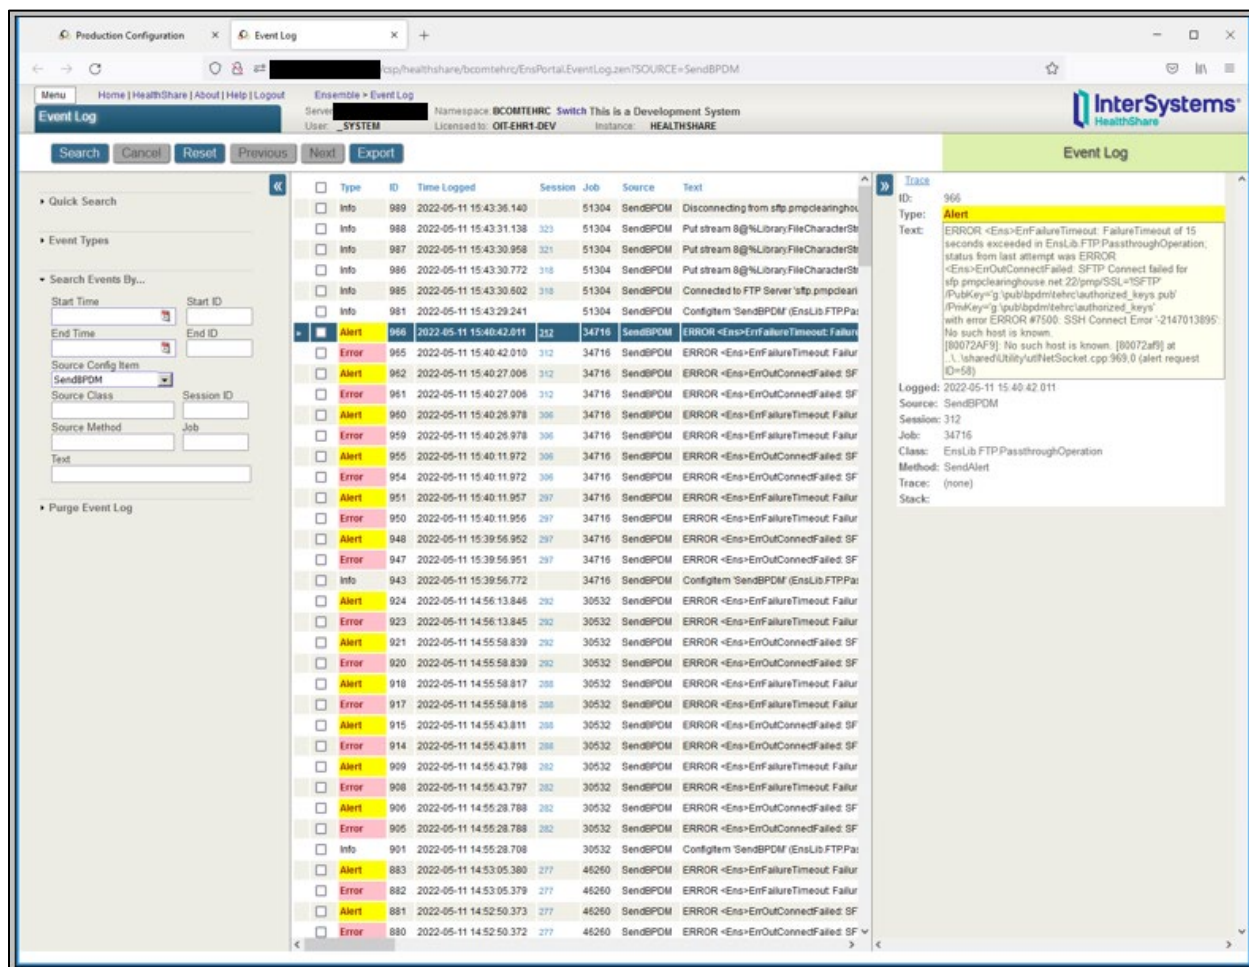 Production Configuration
Event Log
/csp/healthshare/bcomtehrc/EnsPortal.EventLog.zen?SOURCE=SendBPDM
Menu Home | HealthShare | About | Help | Logout Ensemble > Event Log
Event Log
Server Namespace: BCOMTEHRC Switch This is a Development System
User: _SYSTEM Licensed to: OIT-EHR1-DEV Instance: HEALTHSHARE
InterSystems
HealthShare
Search Cancel Reset Previous Next Export
Event Log
Quick Search
Event Types
Search Events By...
Start Time Start ID
End Time End ID
Source Config Item
SendBPDM
Source Class Session ID
Source Method Job
Text
Purge Event Log
Type ID Time Logged Session Job Source Text
Info 989 2022-05-11 15:43:36.140 51304 SendBPDM Disconnecting from sftp.pmpclearinghou
Info 988 2022-05-11 15:43:31.138 323 51304 SendBPDM Put stream 8@%Library.FileCharacterStr
Info 987 2022-05-11 15:43:30.958 321 51304 SendBPDM Put stream 8@%Library.FileCharacterStr
Info 986 2022-05-11 15:43:30.772 318 51304 SendBPDM Put stream 8@%Library.FileCharacterStr
Info 985 2022-05-11 15:43:30.602 318 51304 SendBPDM Connected to FTP Server 'sftp.pmpcleari
Info 981 2022-05-11 15:43:29.241 51304 SendBPDM ConfigItem 'SendBPDM' (EnsLib.FTP.Pas
Alert 966 2022-05-11 15:40:42.011 312 34716 SendBPDM ERROR <Ens>ErrFailureTimeout: Failure
Error 965 2022-05-11 15:40:42.010 312 34716 SendBPDM ERROR <Ens>ErrFailureTimeout: Failur
Alert 962 2022-05-11 15:40:27.006 312 34716 SendBPDM ERROR <Ens>ErrOutConnectFailed: SF
Error 961 2022-05-11 15:40:27.006 312 34716 SendBPDM ERROR <Ens>ErrOutConnectFailed: SF
Alert 960 2022-05-11 15:40:26.978 306 34716 SendBPDM ERROR <Ens>ErrFailureTimeout: Failur
Error 959 2022-05-11 15:40:26.978 306 34716 SendBPDM ERROR <Ens>ErrFailureTimeout: Failur
Alert 955 2022-05-11 15:40:11.972 306 34716 SendBPDM ERROR <Ens>ErrOutConnectFailed: SF
Error 954 2022-05-11 15:40:11.972 306 34716 SendBPDM ERROR <Ens>ErrOutConnectFailed: SF
Alert 951 2022-05-11 15:40:11.957 297 34716 SendBPDM ERROR <Ens>ErrFailureTimeout: Failur
Error 950 2022-05-11 15:40:11.956 297 34716 SendBPDM ERROR <Ens>ErrFailureTimeout: Failur
Alert 948 2022-05-11 15:39:56.952 297 34716 SendBPDM ERROR <Ens>ErrOutConnectFailed: SF
Error 947 2022-05-11 15:39:56.951 297 34716 SendBPDM ERROR <Ens>ErrOutConnectFailed: SF
Info 943 2022-05-11 15:39:56.772 34716 SendBPDM ConfigItem 'SendBPDM' (EnsLib.FTP.Pas
Alert 924 2022-05-11 14:56:13.846 292 30532 SendBPDM ERROR <Ens>ErrFailureTimeout: Failur
Error 923 2022-05-11 14:56:13.845 292 30532 SendBPDM ERROR <Ens>ErrFailureTimeout: Failur
Alert 921 2022-05-11 14:55:58.839 292 30532 SendBPDM ERROR <Ens>ErrOutConnectFailed: SF
Error 920 2022-05-11 14:55:58.839 292 30532 SendBPDM ERROR <Ens>ErrOutConnectFailed: SF
Alert 918 2022-05-11 14:55:58.817 288 30532 SendBPDM ERROR <Ens>ErrFailureTimeout: Failur
Error 917 2022-05-11 14:55:58.816 288 30532 SendBPDM ERROR <Ens>ErrFailureTimeout: Failur
Alert 915 2022-05-11 14:55:43.811 288 30532 SendBPDM ERROR <Ens>ErrOutConnectFailed: SF
Error 914 2022-05-11 14:55:43.811 288 30532 SendBPDM ERROR <Ens>ErrOutConnectFailed: SF
Alert 909 2022-05-11 14:55:43.798 282 30532 SendBPDM ERROR <Ens>ErrFailureTimeout: Failur
Error 908 2022-05-11 14:55:43.797 282 30532 SendBPDM ERROR <Ens>ErrFailureTimeout: Failur
Alert 906 2022-05-11 14:55:28.788 282 30532 SendBPDM ERROR <Ens>ErrOutConnectFailed: SF
Error 905 2022-05-11 14:55:28.788 282 30532 SendBPDM ERROR <Ens>ErrOutConnectFailed: SF
Info 901 2022-05-11 14:55:28.708 30532 SendBPDM ConfigItem 'SendBPDM' (EnsLib.FTP.Pas
Alert 883 2022-05-11 14:53:05.380 277 46260 SendBPDM ERROR <Ens>ErrFailureTimeout: Failur
Error 882 2022-05-11 14:53:05.379 277 46260 SendBPDM ERROR <Ens>ErrFailureTimeout: Failur
Alert 881 2022-05-11 14:52:50.373 277 46260 SendBPDM ERROR <Ens>ErrOutConnectFailed: SF
Error 880 2022-05-11 14:52:50.372 277 46260 SendBPDM ERROR <Ens>ErrOutConnectFailed: SF
Trace
ID: 966
Type: Alert
Text: ERROR <Ens>ErrFailureTimeout: FailureTimeout of 15
seconds exceeded in EnsLib.FTP.PassthroughOperation;
status from last attempt was ERROR
<Ens>ErrOutConnectFailed: SFTP Connect failed for
sftp.pmpclearinghouse.net:22/pmp/SSL='!SFTP'
/PubKey='g:\pub\bpdm\tehrc\authorized_keys.pub'
/PrivKey='g:\pub\bpdm\tehrc\authorized_keys'
with error ERROR #7500: SSH Connect Error '-2147013895':
No such host is known.
[80072AF9]: No such host is known. [80072af9] at
..\..\shared\Utility\utlNetSocket.cpp:969,0 (alert request
ID=58)
Logged: 2022-05-11 15:40:42.011
Source: SendBPDM
Session: 312
Job: 34716
Class: EnsLib.FTP.PassthroughOperation
Method: SendAlert
Trace: (none)
Stack: